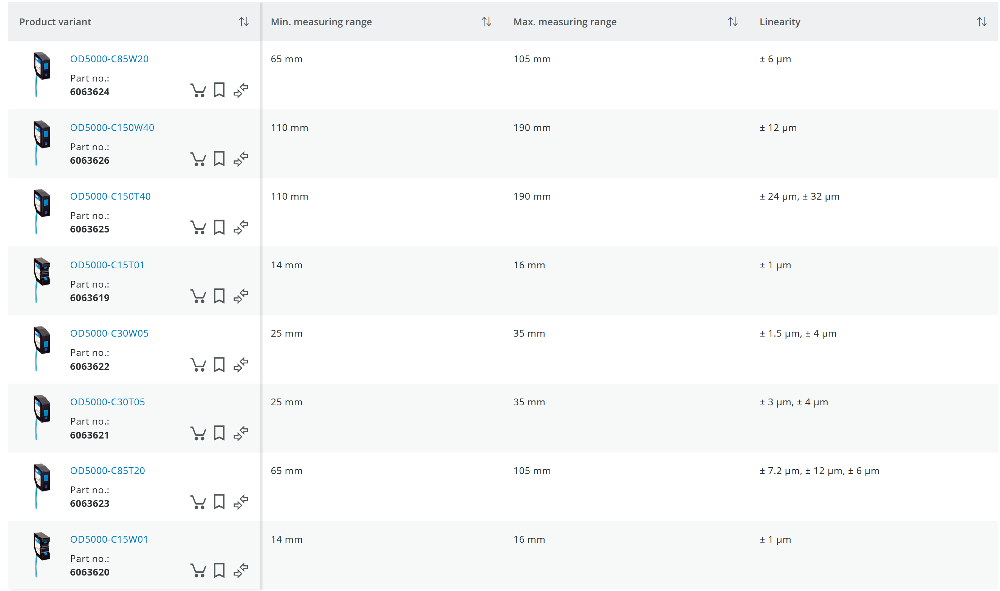 Product variant Min. measuring range Max. measuring range Linearity
OD5000-C85W20 65 mm 105 mm ± 6 µm
Part no.:
6063624
OD5000-C150W40 110 mm 190 mm ± 12 µm
Part no.:
6063626
OD5000-C150T40 110 mm 190 mm ± 24 µm, ± 32 µm
Part no.:
6063625
OD5000-C15T01 14 mm 16 mm ± 1 µm
Part no.:
6063619
OD5000-C30W05 25 mm 35 mm ± 1.5 µm, ± 4 µm
Part no.:
6063622
OD5000-C30T05 25 mm 35 mm ± 3 µm, ± 4 µm
Part no.:
6063621
OD5000-C85T20 65 mm 105 mm ± 7.2 µm, ± 12 µm, ± 6 µm
Part no.:
6063623
OD5000-C15W01 14 mm 16 mm ± 1 µm
Part no.:
6063620